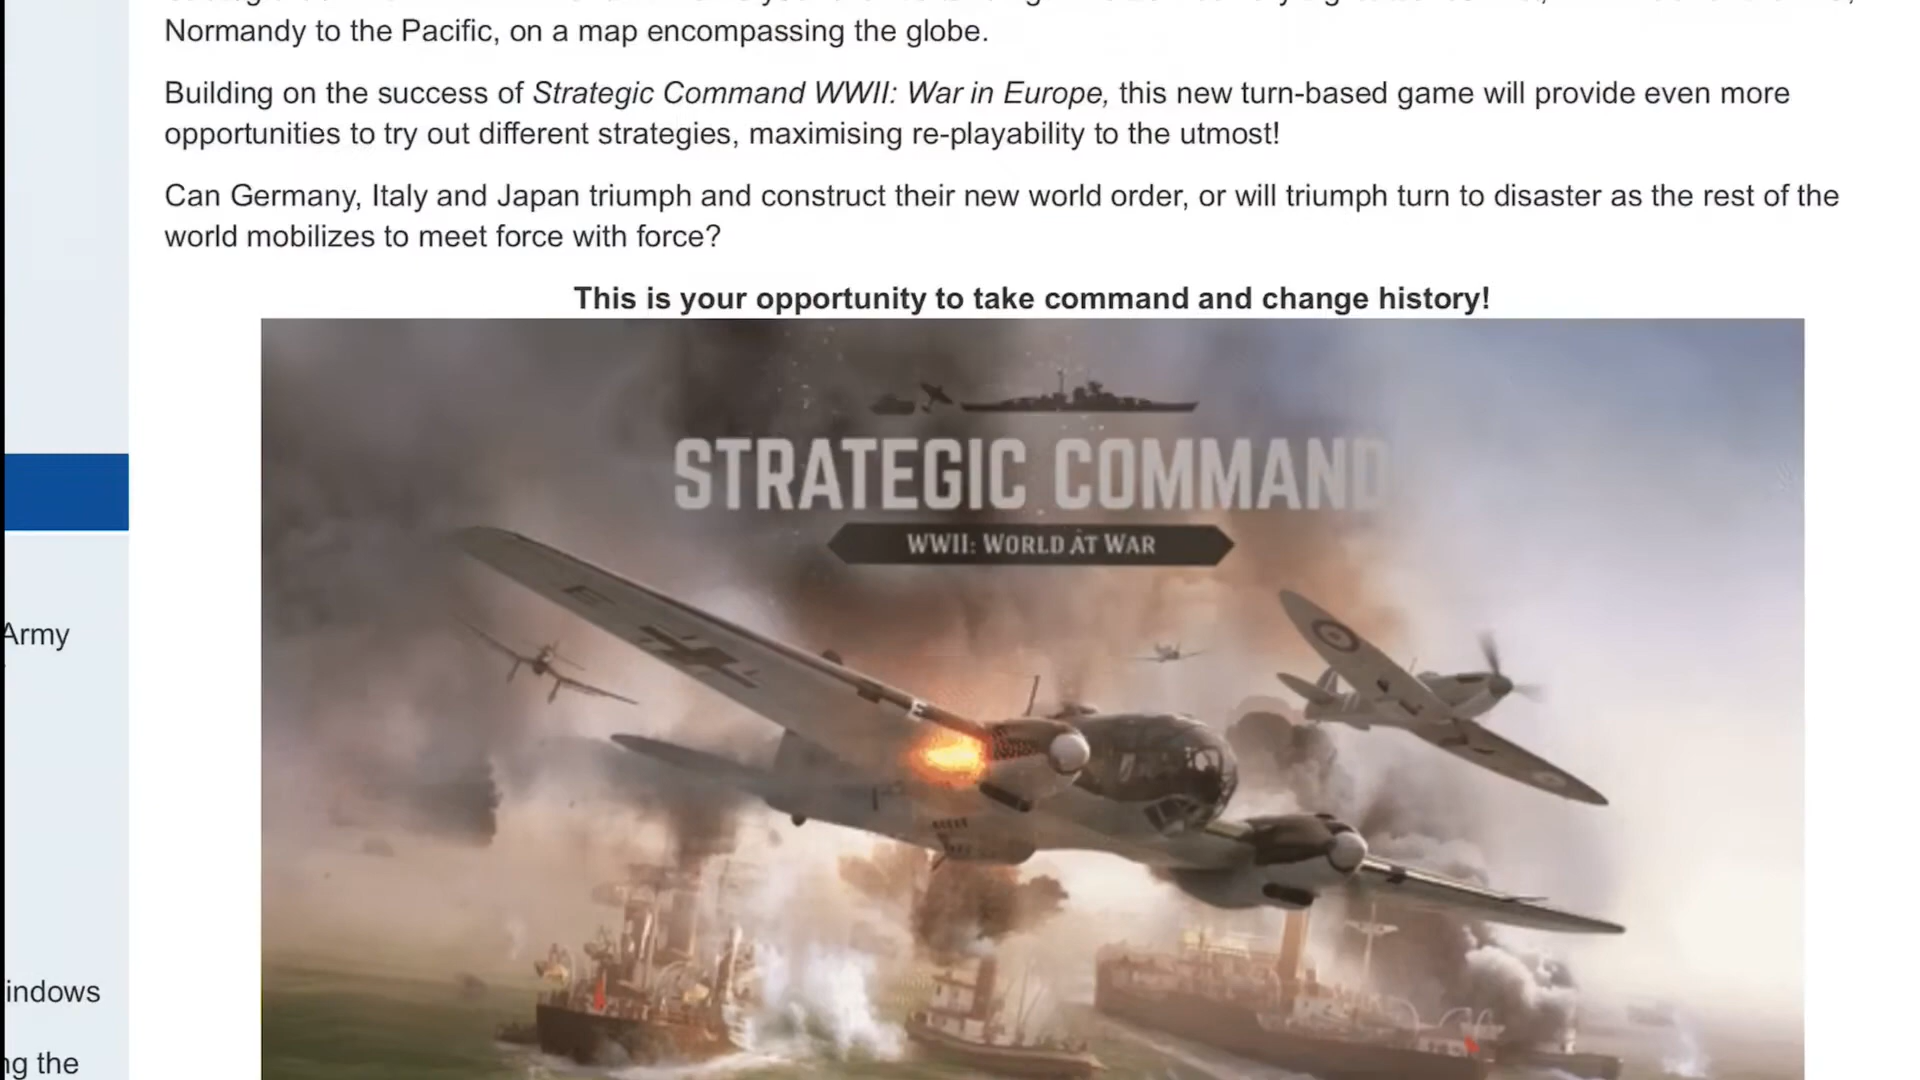 Normandy to the Pacific, on a map encompassing the globe.
Building on the success of Strategic Command WWII: War in Europe, this new turn-based game will provide even more
opportunities to try out different strategies, maximising re-playability to the utmost!
Can Germany, Italy and Japan triumph and construct their new world order, or will triumph turn to disaster as the rest of the
world mobilizes to meet force with force?
This is your opportunity to take command and change history!
STRATEGIC COMMAND
WWII: WORLD AT WAR
E
E
Army
indows
ng the